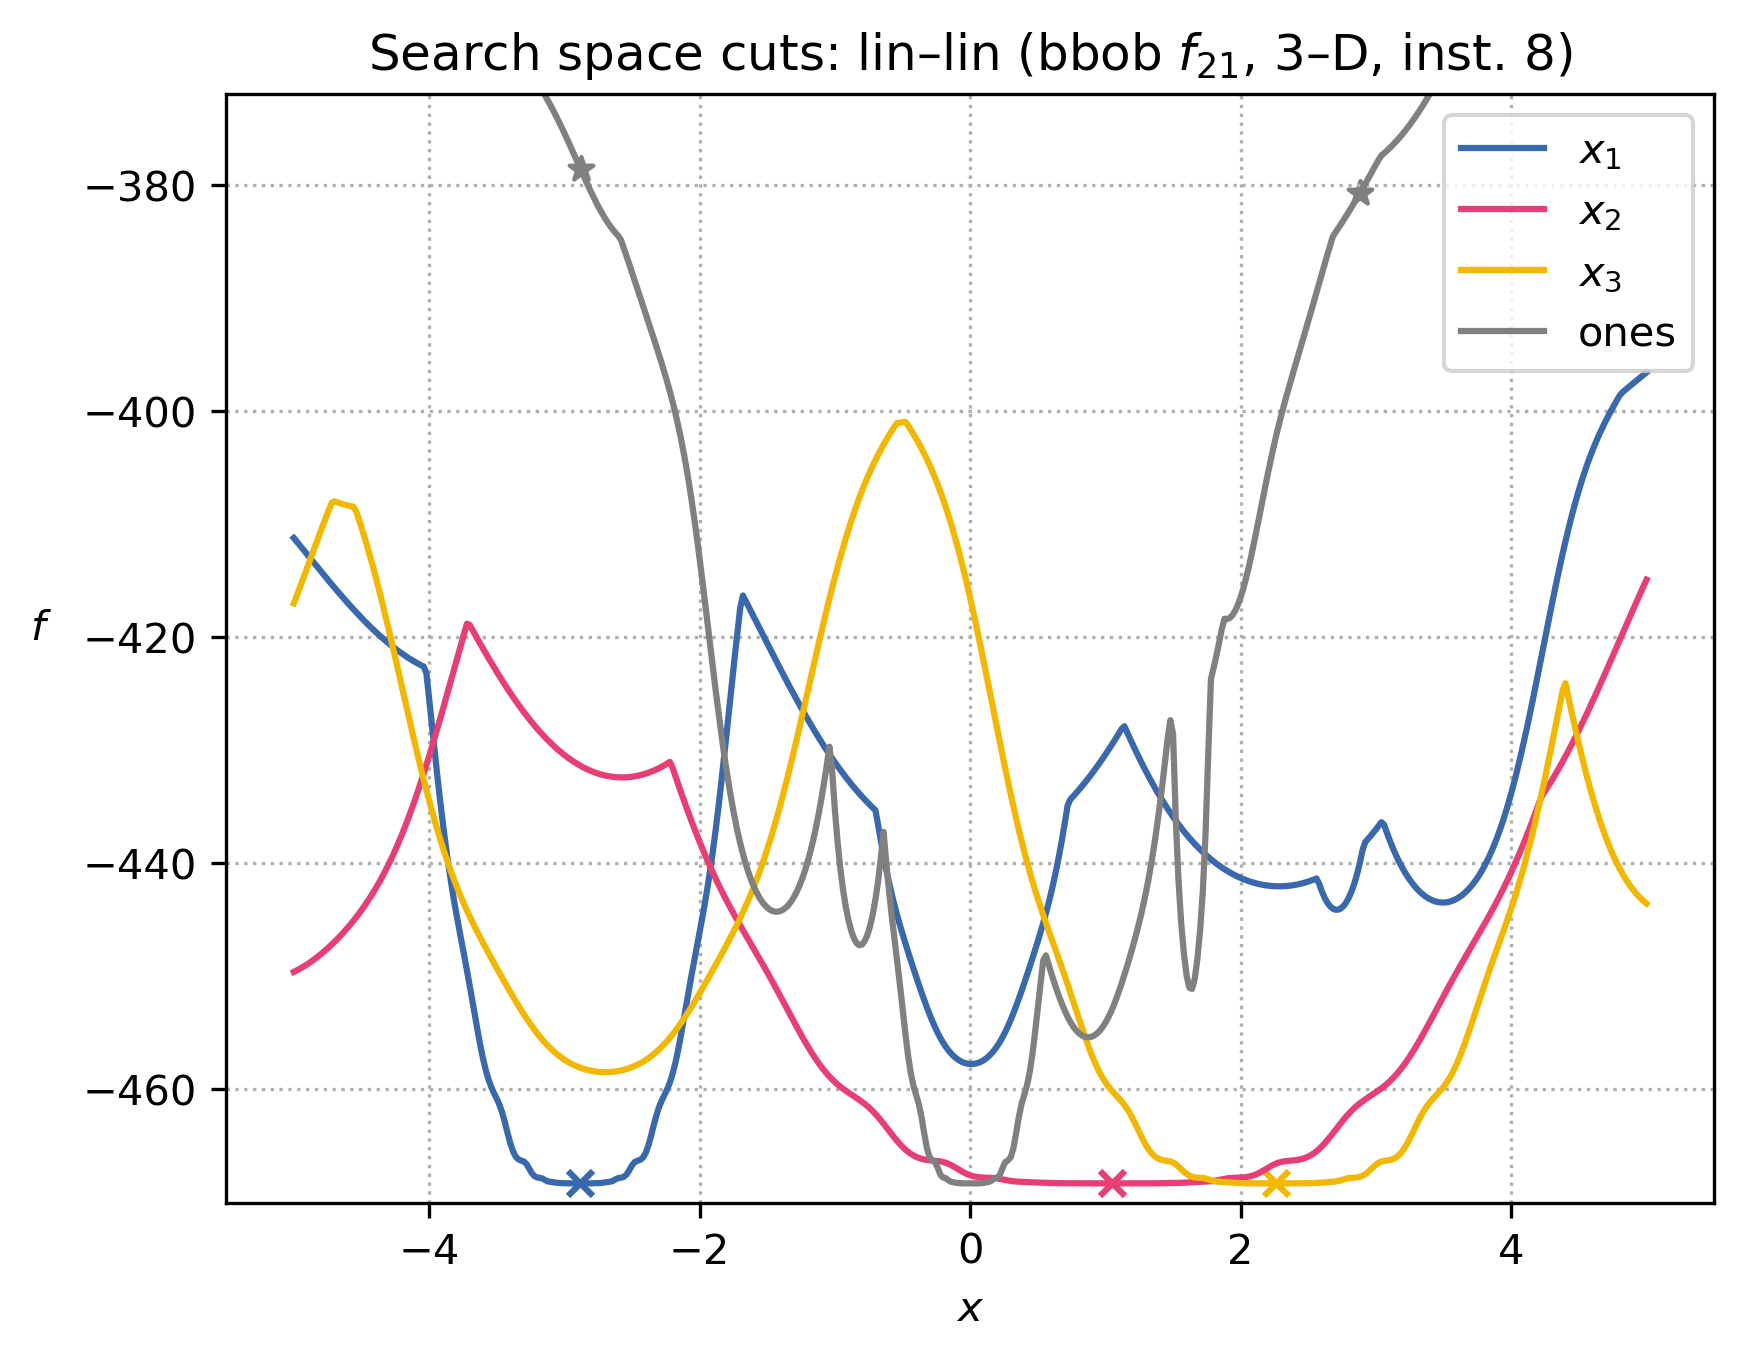 Search space cuts: lin–lin (bbob f₂₁, 3–D, inst. 8)
x₁
x₂
x₃
ones
−380
−400
−420
−440
−460
f
−4 −2 0 2 4
x